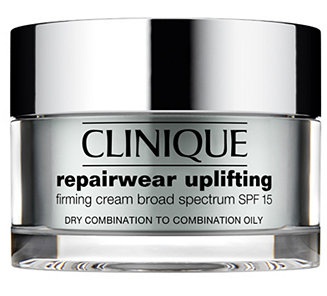 CLINIQUE
repairwear uplifting
firming cream broad spectrum SPF 15
DRY COMBINATION TO COMBINATION OILY